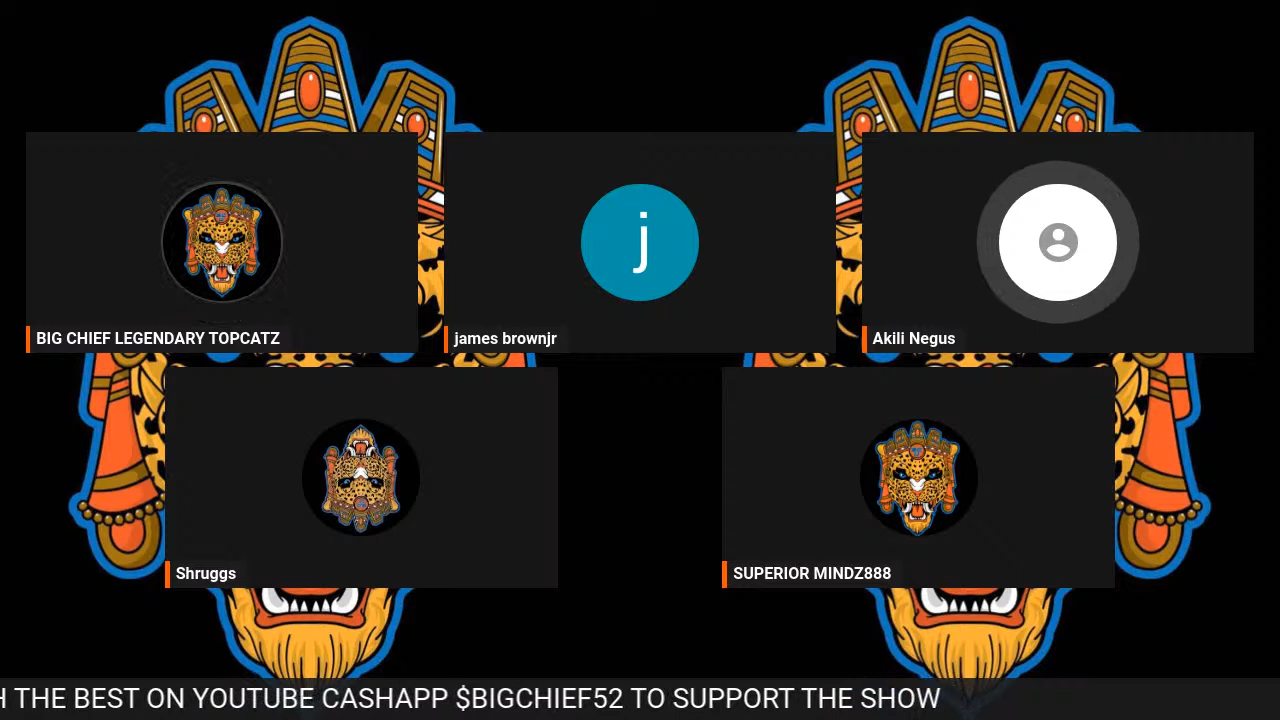 j
BIG CHIEF LEGENDARY TOPCATZ
james brownjr
Akili Negus
Shruggs
SUPERIOR MINDZ888
H THE BEST ON YOUTUBE CASHAPP $BIGCHIEF52 TO SUPPORT THE SHOW